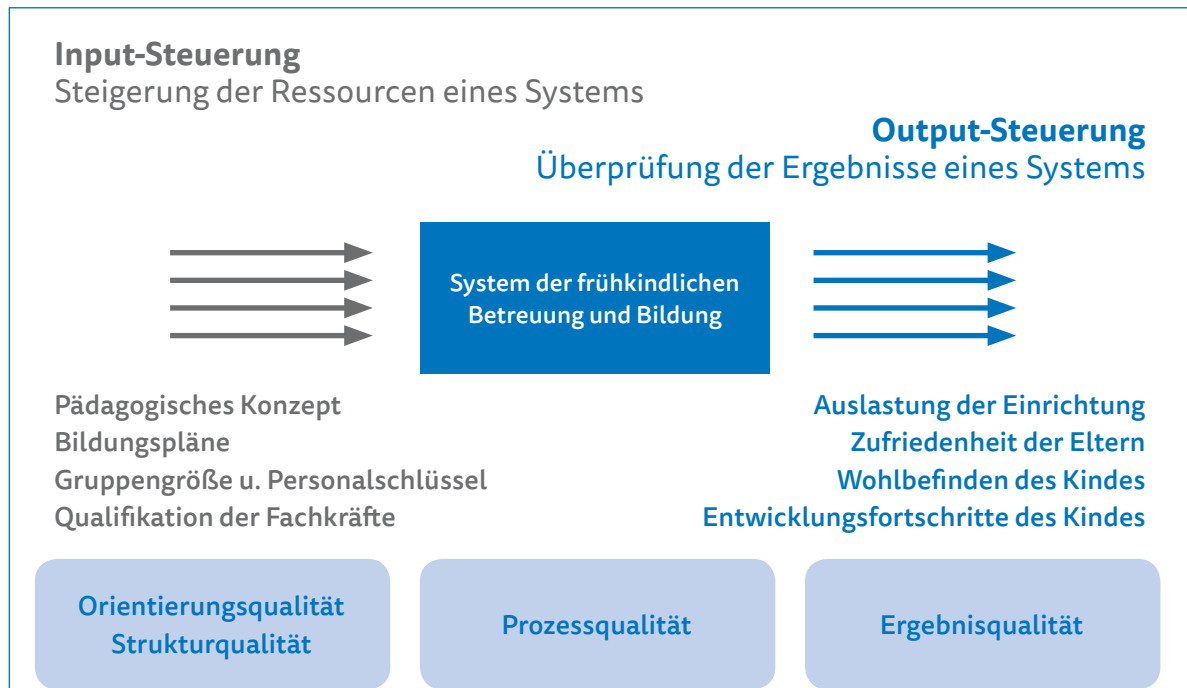 Input-Steuerung
Steigerung der Ressourcen eines Systems
Output-Steuerung
Überprüfung der Ergebnisse eines Systems
System der frühkindlichen
Betreuung und Bildung
Pädagogisches Konzept
Bildungspläne
Gruppengröße u. Personalschlüssel
Qualifikation der Fachkräfte
Auslastung der Einrichtung
Zufriedenheit der Eltern
Wohlbefinden des Kindes
Entwicklungsfortschritte des Kindes
Orientierungsqualität
Strukturqualität
Prozessqualität
Ergebnisqualität